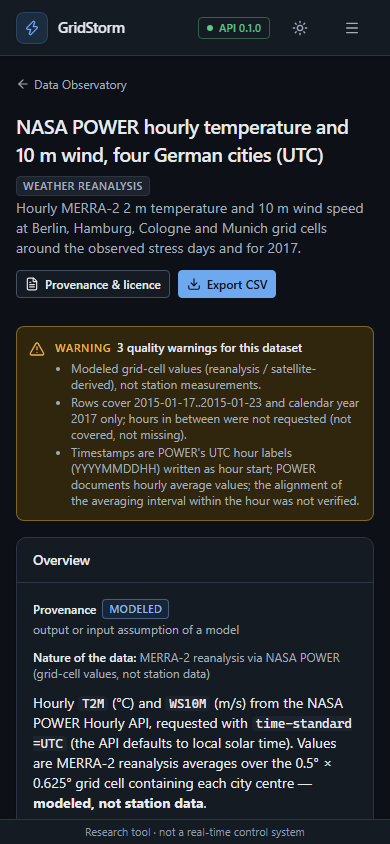 GridStorm
API 0.1.0
Data Observatory
NASA POWER hourly temperature and
10 m wind, four German cities (UTC)
WEATHER REANALYSIS
Hourly MERRA-2 2 m temperature and 10 m wind speed
at Berlin, Hamburg, Cologne and Munich grid cells
around the observed stress days and for 2017.
Provenance & licence
Export CSV
WARNING 3 quality warnings for this dataset
• Modeled grid-cell values (reanalysis / satellite-
derived), not station measurements.
• Rows cover 2015-01-17..2015-01-23 and calendar year
2017 only; hours in between were not requested (not
covered, not missing).
• Timestamps are POWER's UTC hour labels
(YYYYMMDDHH) written as hour start; POWER
documents hourly average values; the alignment of
the averaging interval within the hour was not verified.
Overview
Provenance MODELED
output or input assumption of a model
Nature of the data: MERRA-2 reanalysis via NASA POWER
(grid-cell values, not station data)
Hourly T2M (°C) and WS10M (m/s) from the NASA
POWER Hourly API, requested with time-standard
=UTC (the API defaults to local solar time). Values
are MERRA-2 reanalysis averages over the 0.5° ×
0.625° grid cell containing each city centre —
modeled, not station data.
Research tool · not a real-time control system